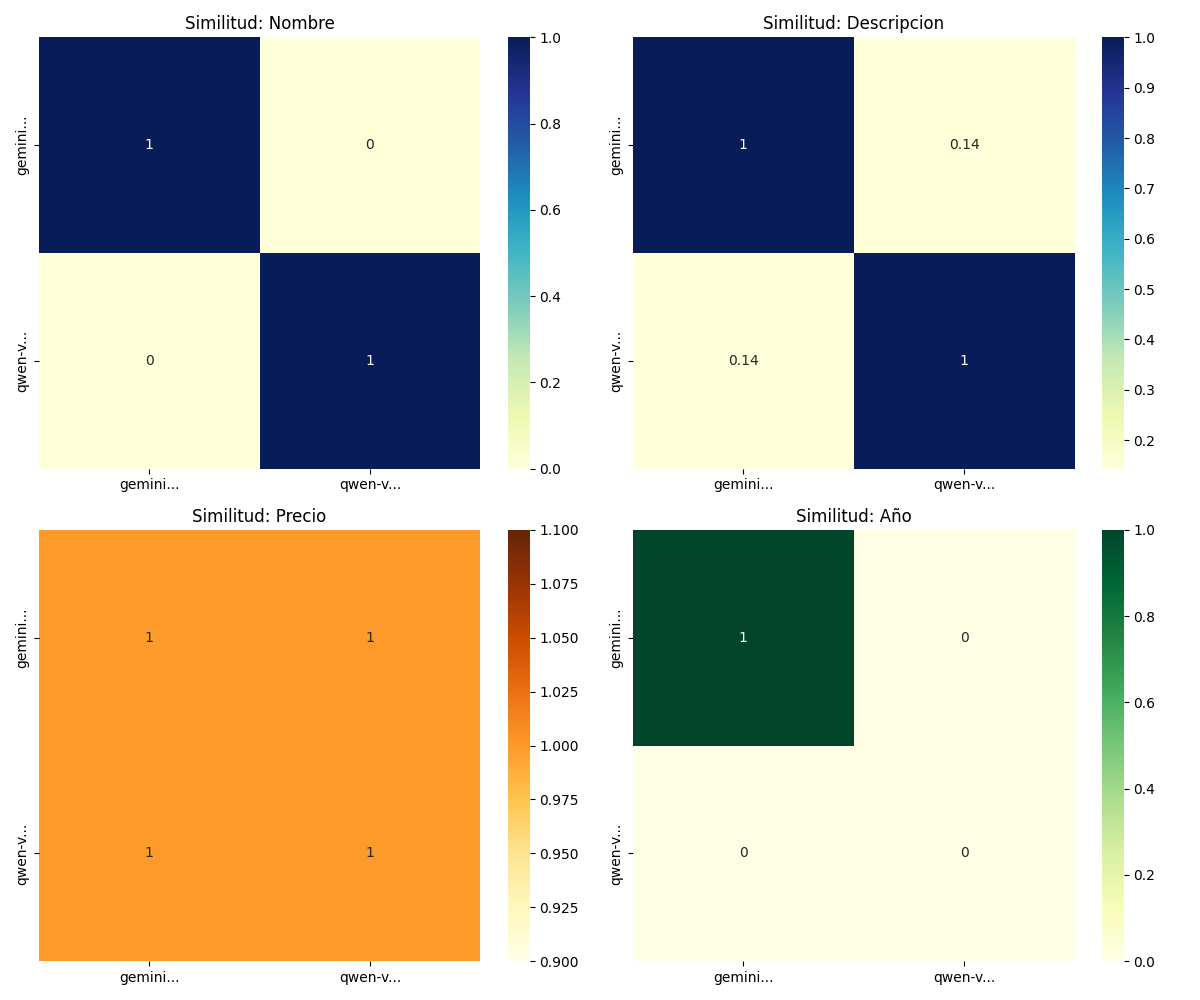 Similitud: Nombre
gemini...
qwen-v...
1
0
0
1
gemini...
qwen-v...
1.0
0.8
0.6
0.4
0.2
0.0
Similitud: Descripcion
gemini...
qwen-v...
1
0.14
0.14
1
gemini...
qwen-v...
1.0
0.9
0.8
0.7
0.6
0.5
0.4
0.3
0.2
Similitud: Precio
gemini...
qwen-v...
1
1
1
1
gemini...
qwen-v...
1.100
1.075
1.050
1.025
1.000
0.975
0.950
0.925
0.900
Similitud: Año
gemini...
qwen-v...
1
0
0
0
gemini...
qwen-v...
1.0
0.8
0.6
0.4
0.2
0.0